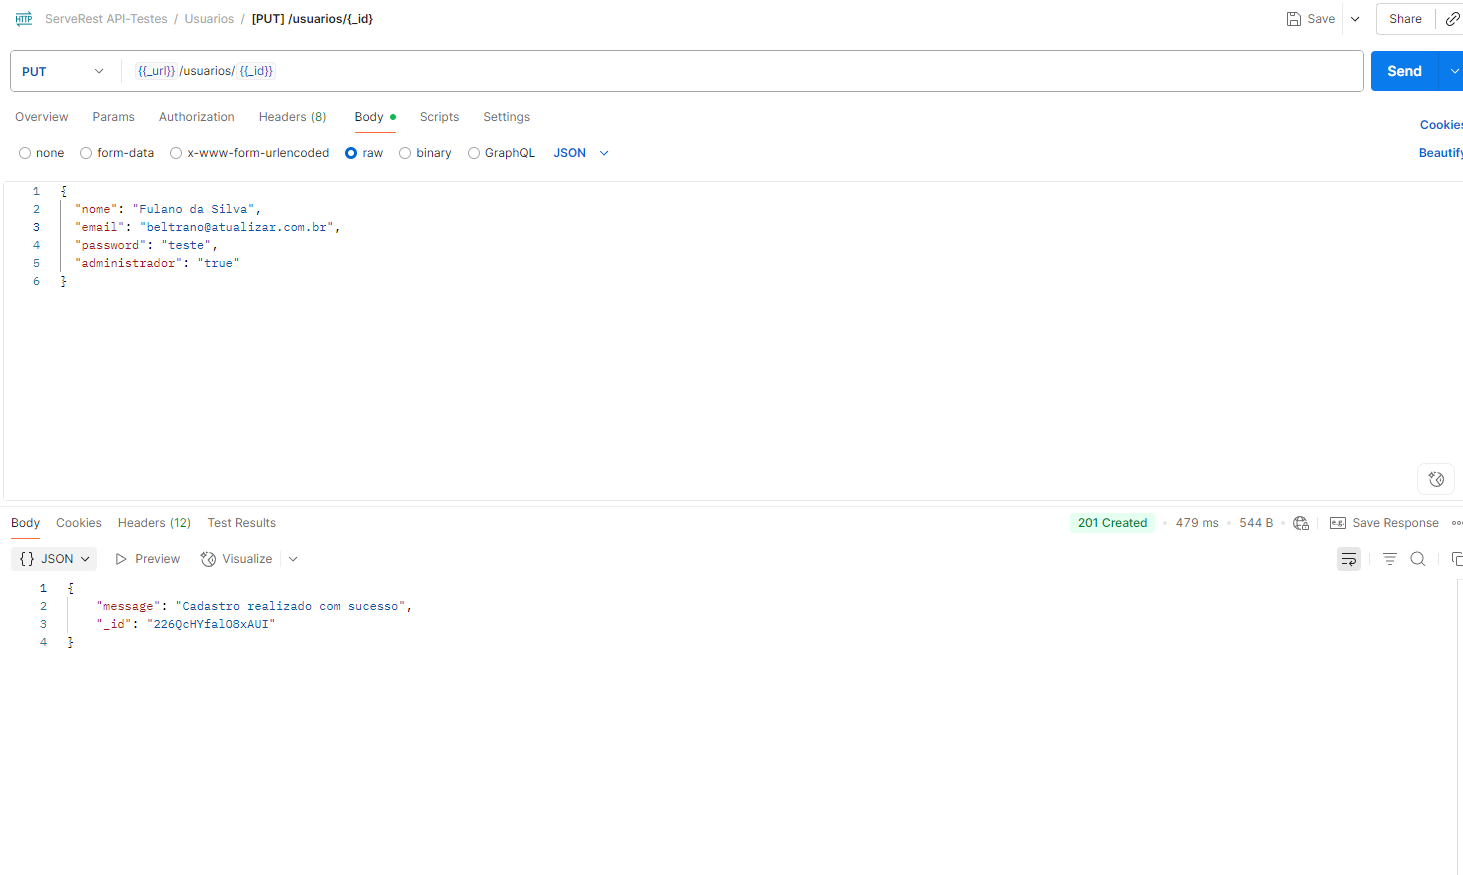 HTTP ServeRest API-Testes / Usuarios / [PUT] /usuarios/{_id} Save Share
PUT {{_url}}/usuarios/{{_id}} Send
Overview Params Authorization Headers (8) Body Scripts Settings Cookies
none form-data x-www-form-urlencoded raw binary GraphQL JSON Beautify
1 {
2 "nome": "Fulano da Silva",
3 "email": "beltrano@atualizar.com.br",
4 "password": "teste",
5 "administrador": "true"
6 }
Body Cookies Headers (12) Test Results 201 Created 479 ms 544 B e.g. Save Response
{} JSON Preview Visualize
1 {
2 "message": "Cadastro realizado com sucesso",
3 "_id": "226QcHYfalO8xAUI"
4 }